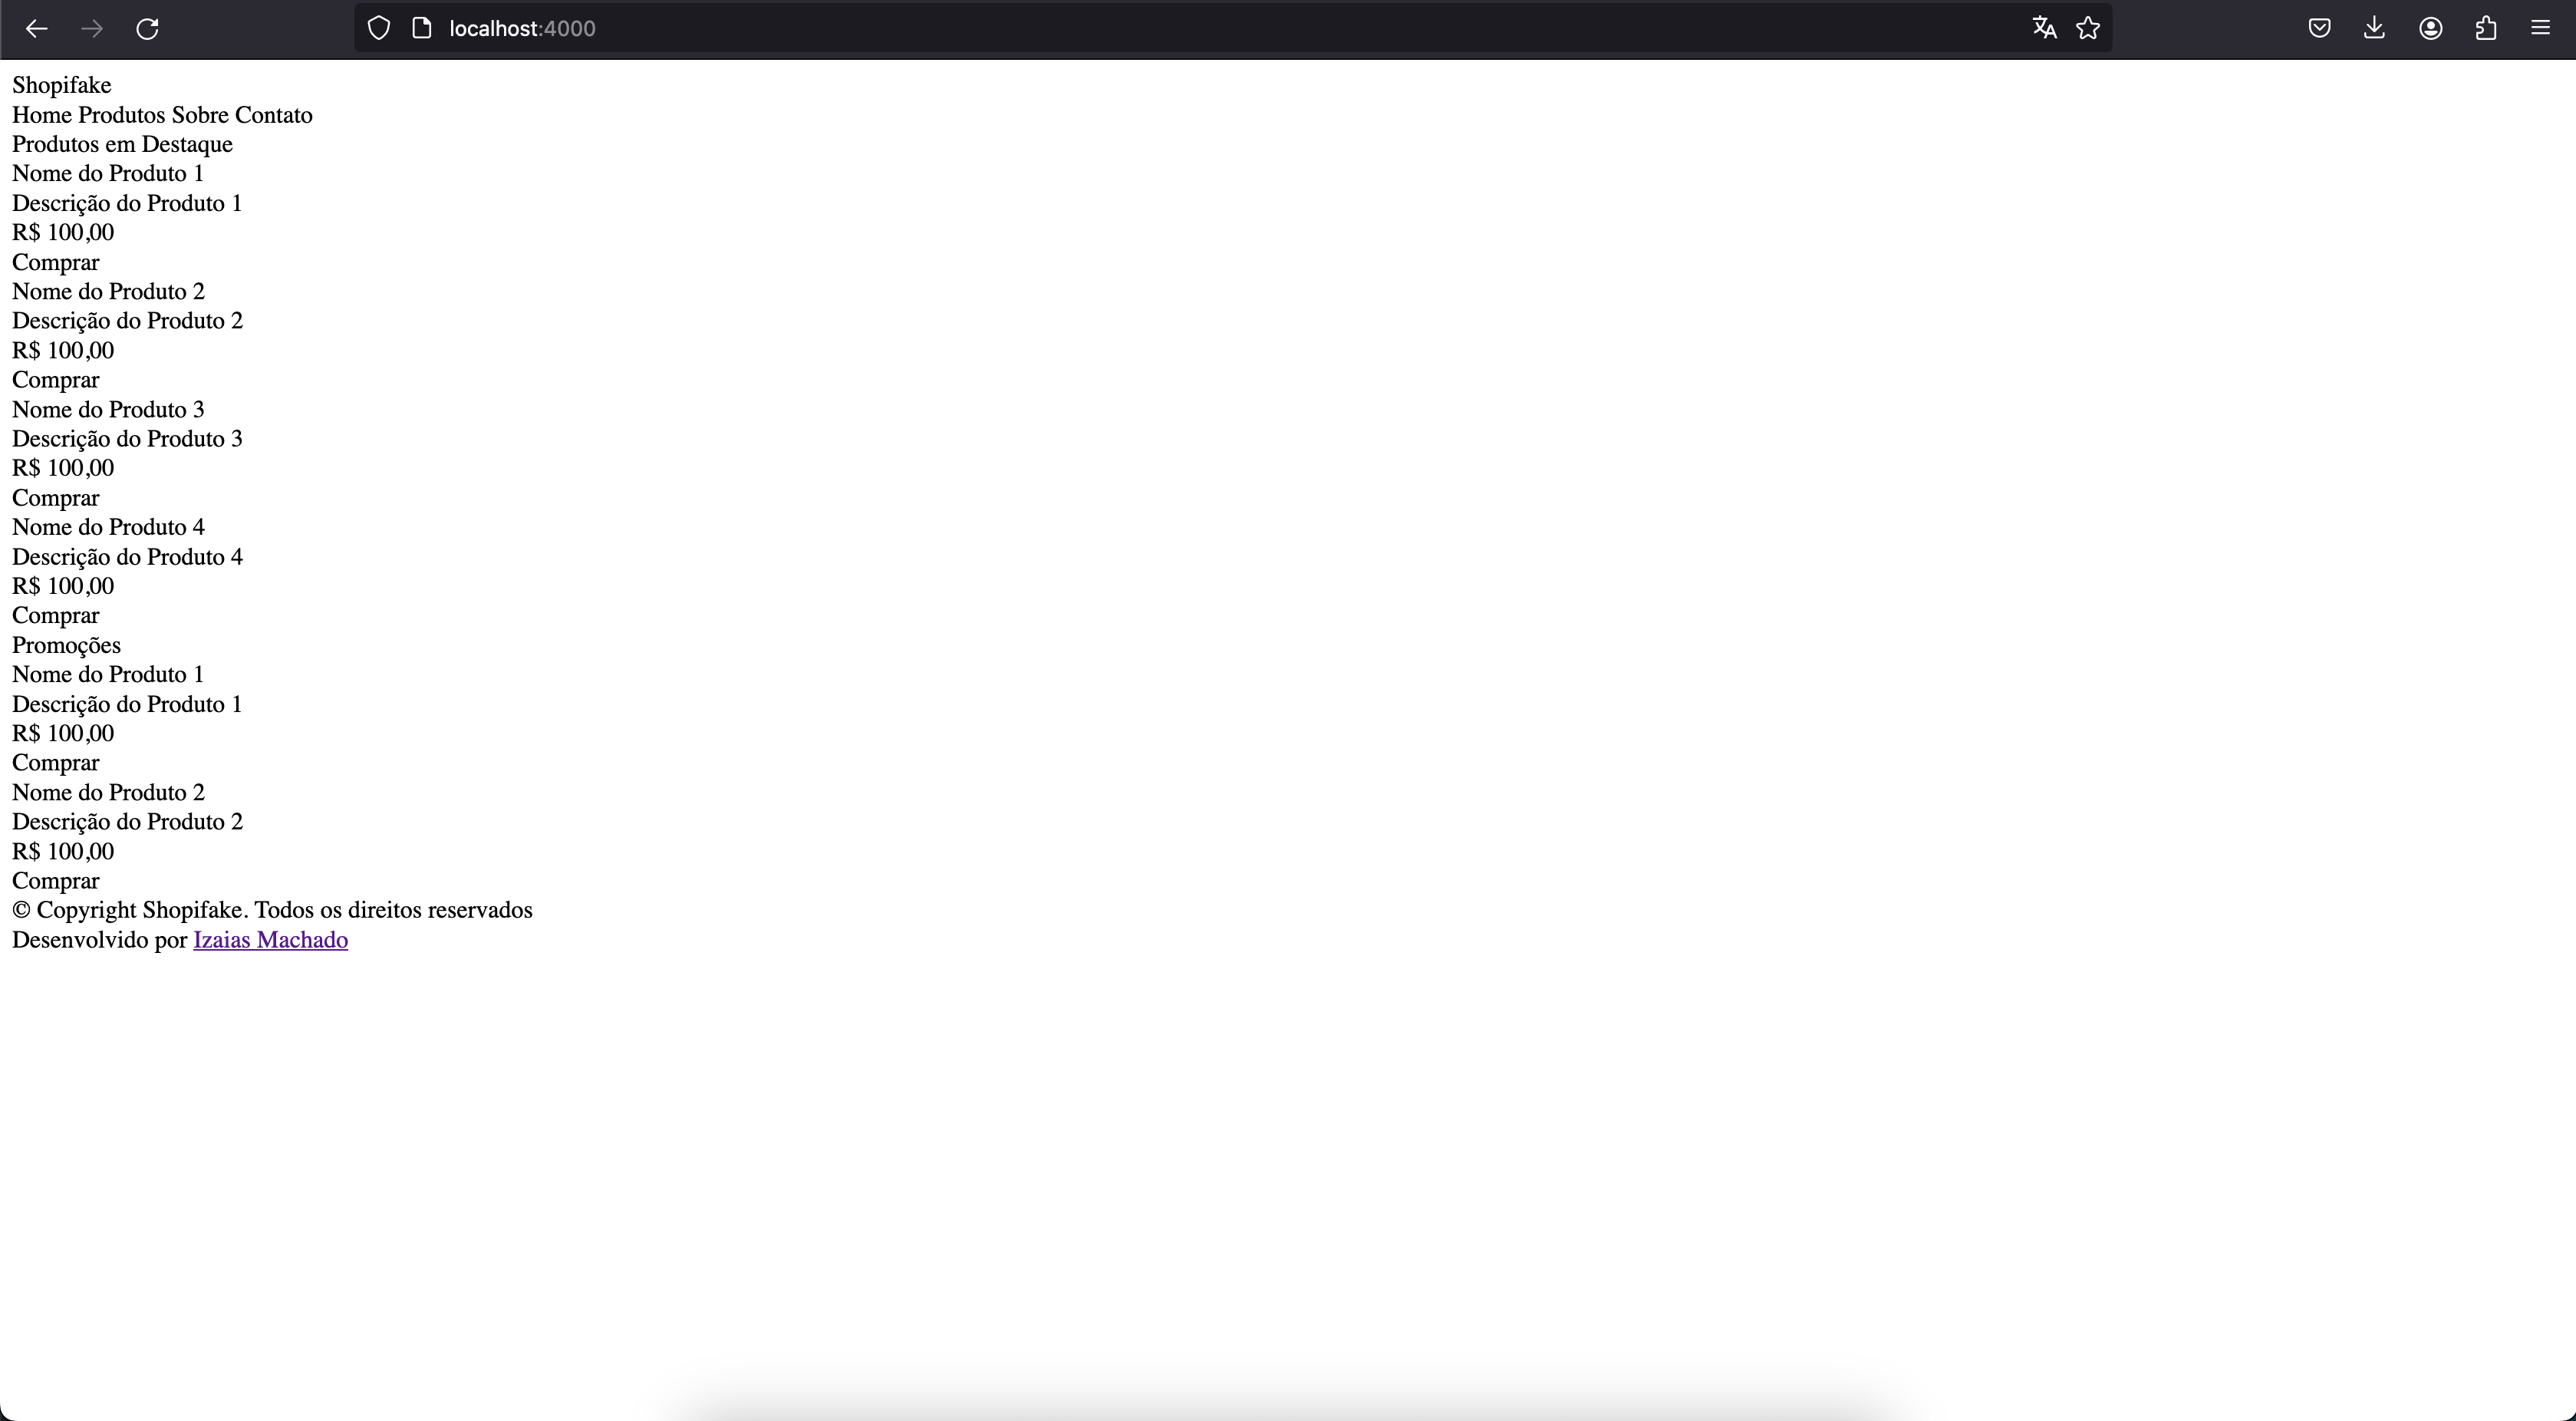 localhost:4000
Shopifake
Home Produtos Sobre Contato
Produtos em Destaque
Nome do Produto 1
Descrição do Produto 1
R$ 100,00
Comprar
Nome do Produto 2
Descrição do Produto 2
R$ 100,00
Comprar
Nome do Produto 3
Descrição do Produto 3
R$ 100,00
Comprar
Nome do Produto 4
Descrição do Produto 4
R$ 100,00
Comprar
Promoções
Nome do Produto 1
Descrição do Produto 1
R$ 100,00
Comprar
Nome do Produto 2
Descrição do Produto 2
R$ 100,00
Comprar
© Copyright Shopifake. Todos os direitos reservados
Desenvolvido por Izaias Machado